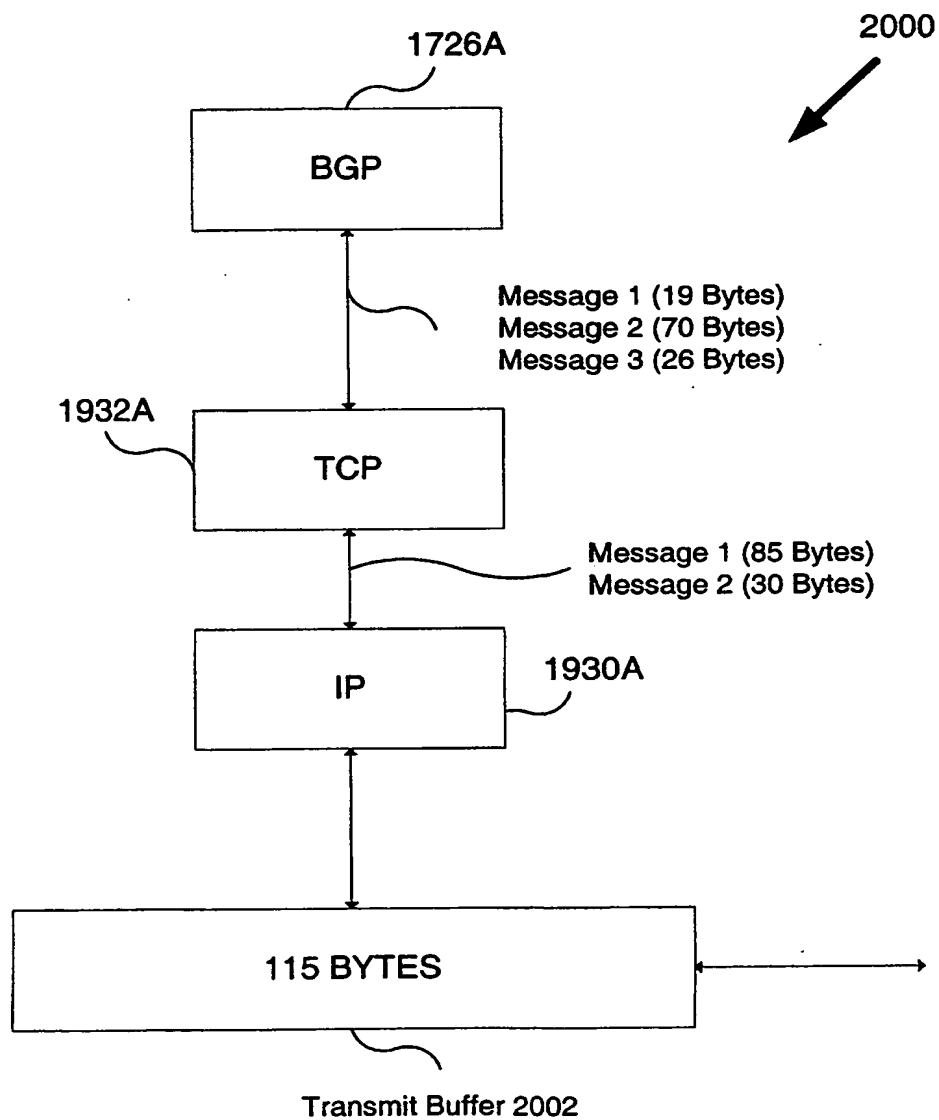 2000
1726A
BGP
Message 1 (19 Bytes)
Message 2 (70 Bytes)
Message 3 (26 Bytes)
1932A
TCP
Message 1 (85 Bytes)
Message 2 (30 Bytes)
IP
1930A
115 BYTES
Transmit Buffer 2002